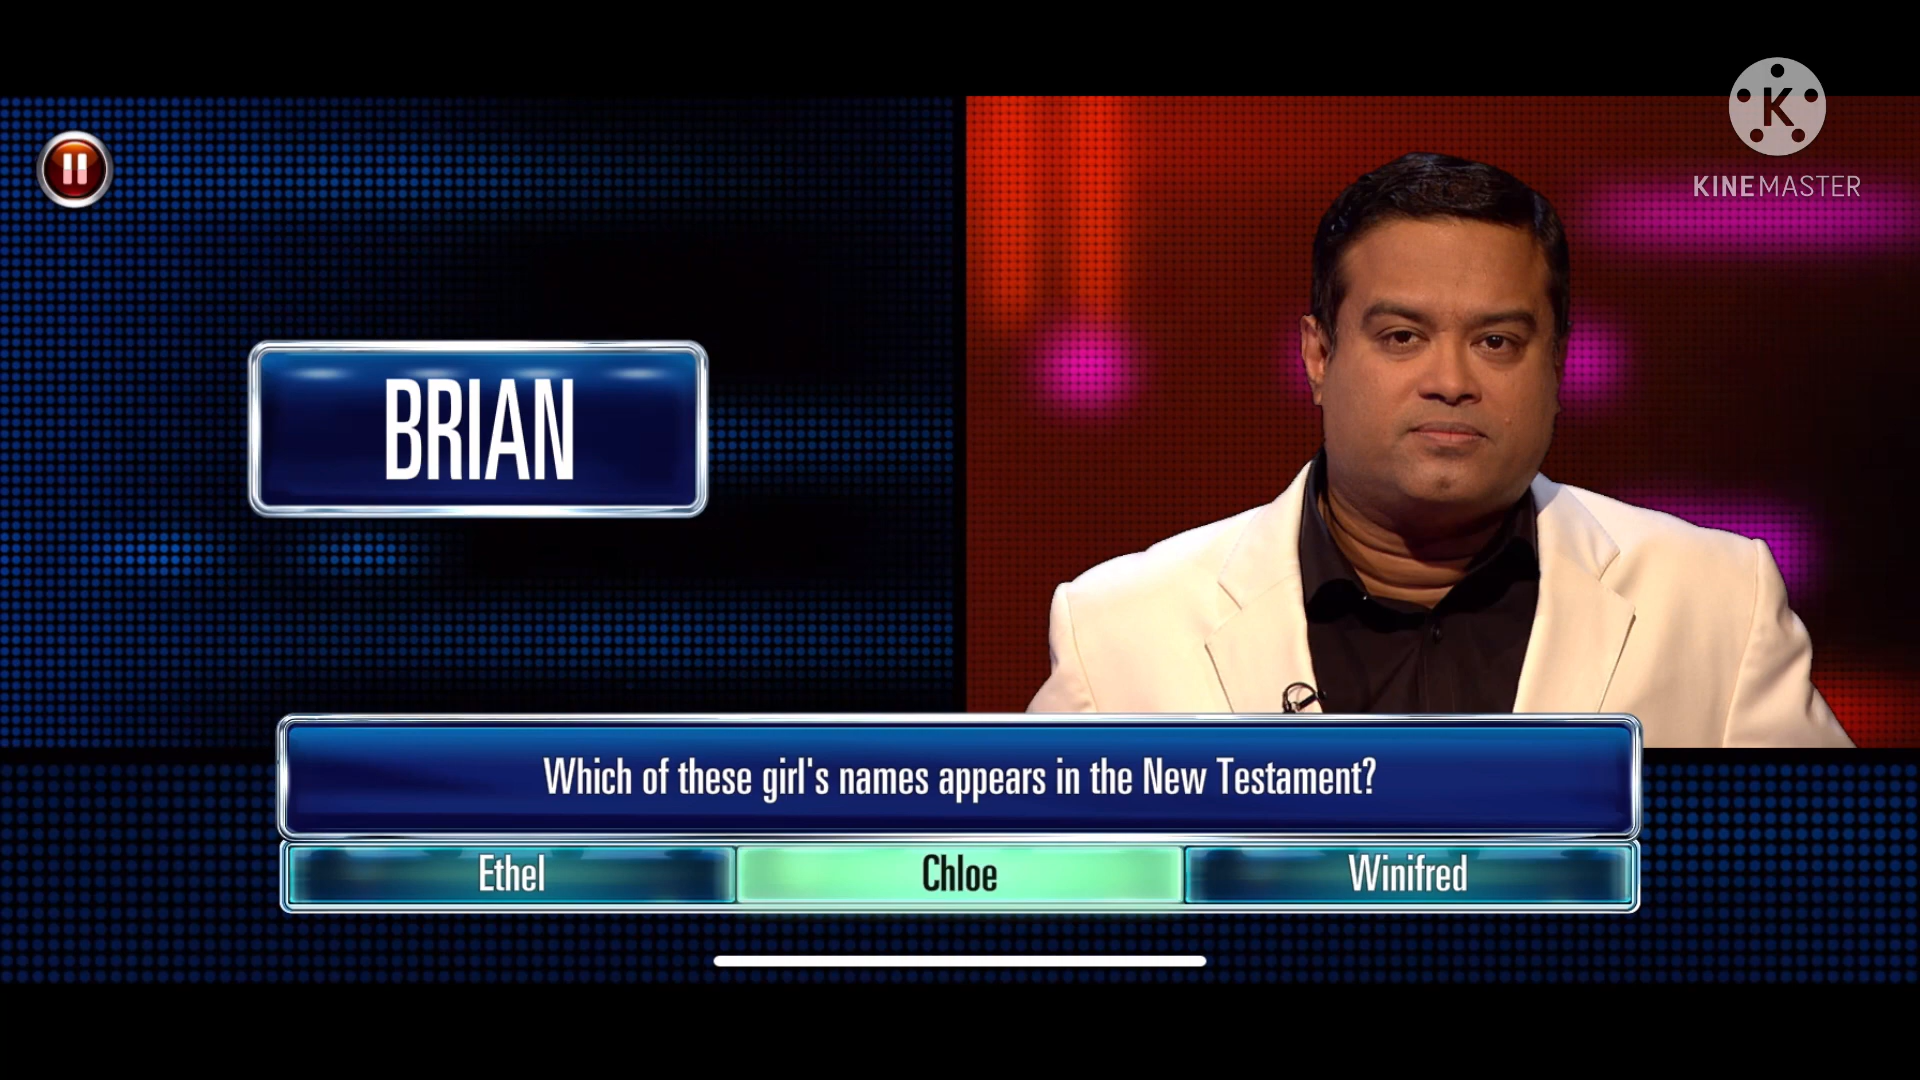 K
KINEMASTER
BRIAN
Which of these girl's names appears in the New Testament?
Ethel
Chloe
Winifred